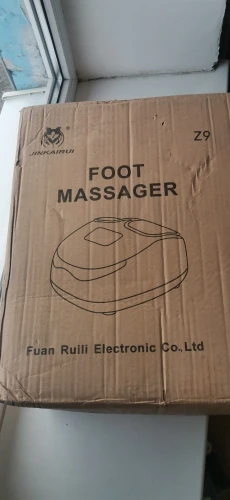 JINKAIRUI
®
Z9
FOOT
MASSAGER
Fuan Ruili Electronic Co.,Ltd